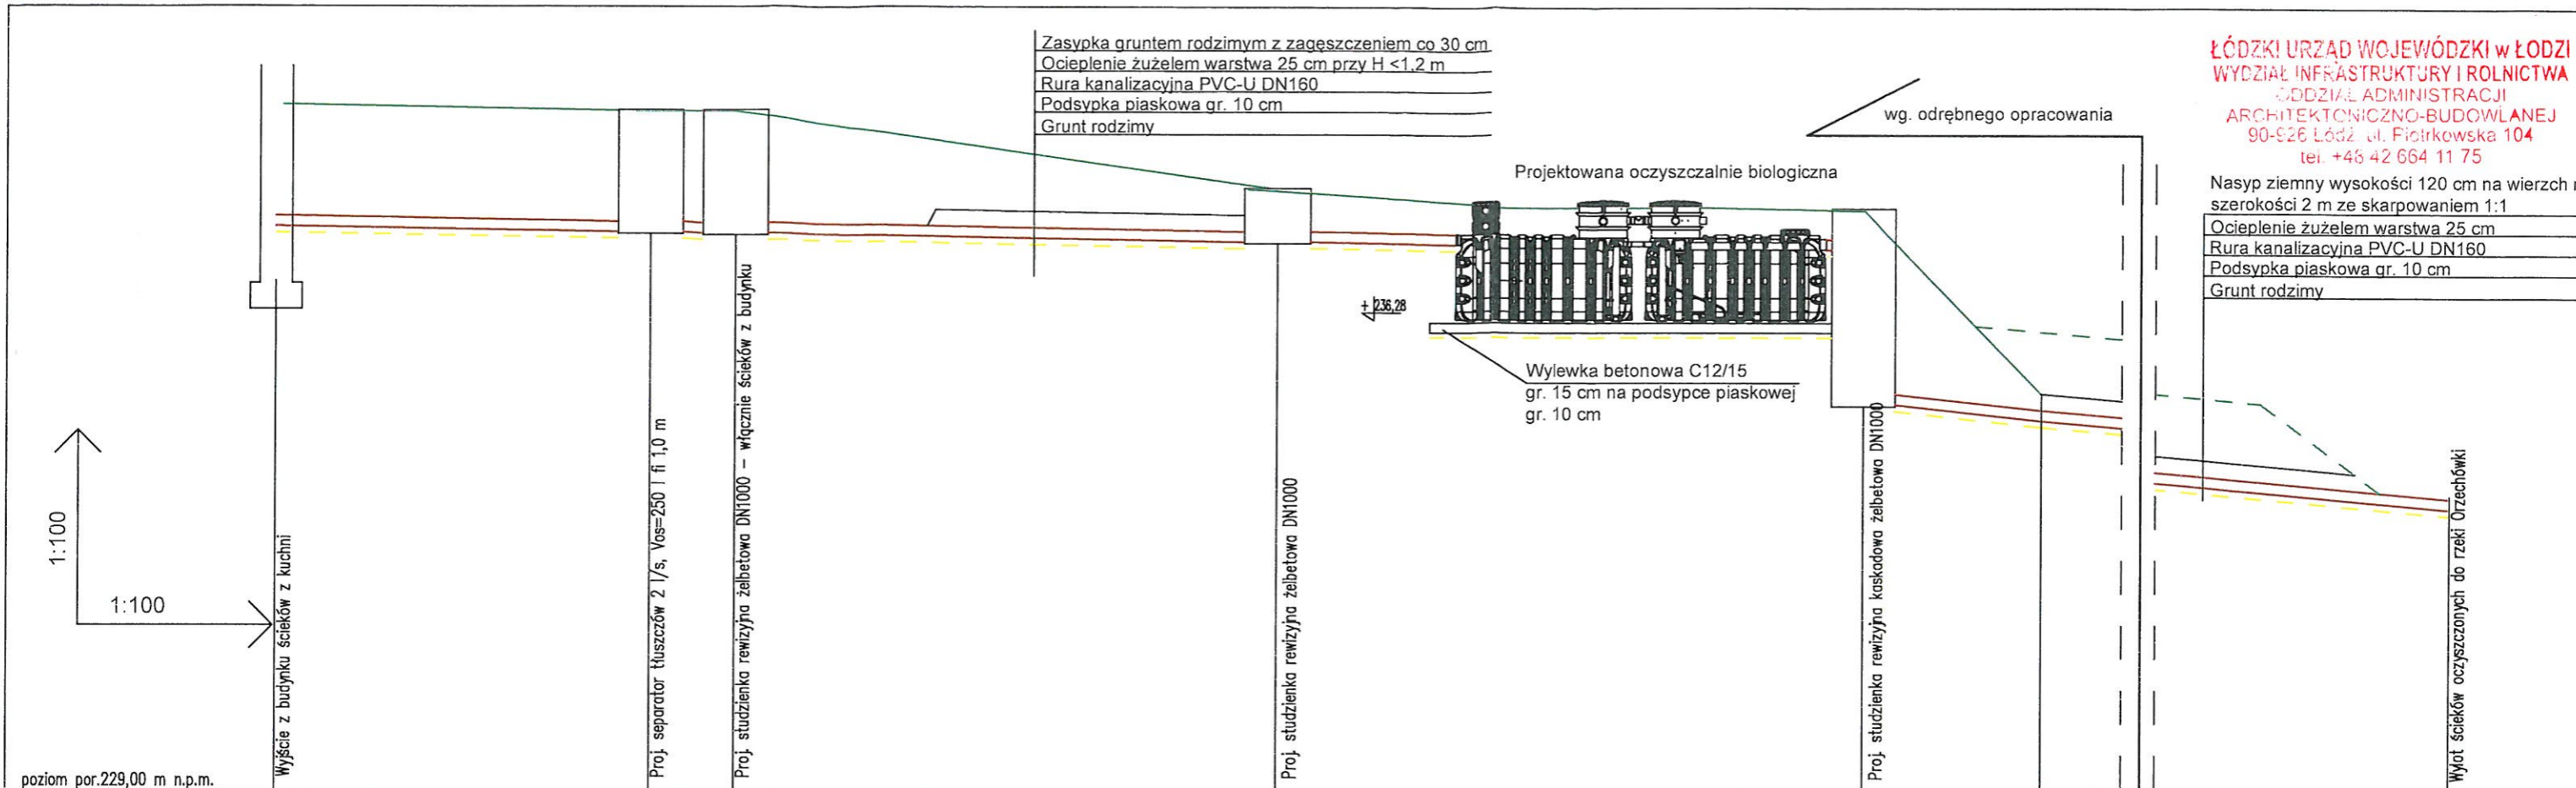 Zasypka gruntem rodzimym z zagęszczeniem co 30 cm
Ocieplenie żużelem warstwa 25 cm przy H <1,2 m
Rura kanalizacyjna PVC-U DN160
Podsypka piaskowa gr. 10 cm
Grunt rodzimy
wg. odrębnego opracowania
Projektowana oczyszczalnie biologiczna
ŁÓDZKI URZĄD WOJEWÓDZKI w ŁODZI
WYDZIAŁ INFRASTRUKTURY I ROLNICTWA
ODDZIAŁ ADMINISTRACJI
ARCHITEKTONICZNO-BUDOWLANEJ
90-926 Łódź, ul. Piotrkowska 104
tel. +48 42 664 11 75
Nasyp ziemny wysokości 120 cm na wierzch
szerokości 2 m ze skarpowaniem 1:1
Ocieplenie żużelem warstwa 25 cm
Rura kanalizacyjna PVC-U DN160
Podsypka piaskowa gr. 10 cm
Grunt rodzimy
+ 236,28
Wylewka betonowa C12/15
gr. 15 cm na podsypce piaskowej
gr. 10 cm
1:100
1:100
Wyjście z budynku ścieków z kuchni
Proj. separator tłuszczów 2 l/s, Vos=250 l fi 1,0 m
Proj. studzienka rewizyjna żelbetowa DN1000 – włącznie ścieków z budynku
Proj. studzienka rewizyjna żelbetowa DN1000
Proj. studzienka rewizyjna kaskadowa żelbetowa DN1000
Wylot ścieków oczyszczonych do rzeki Orzechówki
poziom por.229,00 m n.p.m.